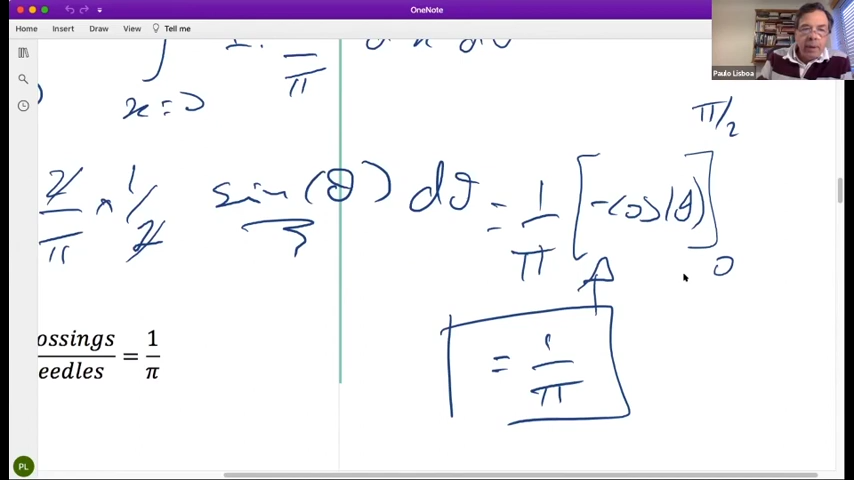 OneNote
Home Insert Draw View Tell me
Paulo Lisboa
π
x=0
π/2
2/π × 1/2 sin(θ) dθ = 1/π [-cos(θ)]
0
= 1/π
ossings/eedles = 1/π
PL